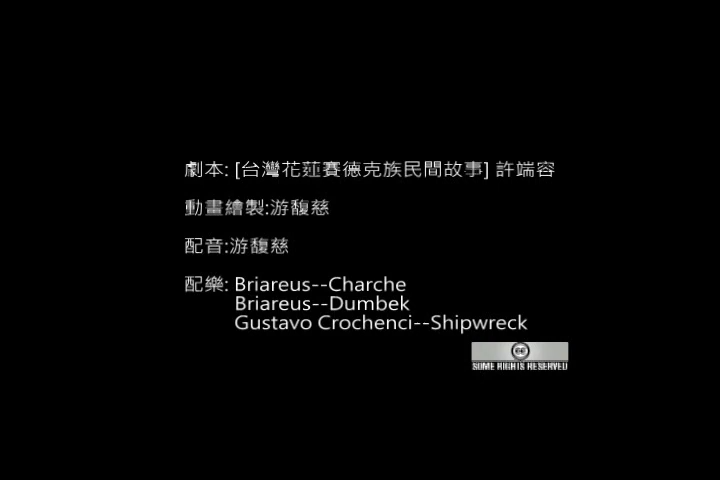 劇本: [台灣花蓮賽德克族民間故事] 許端容
動畫繪製:游馥慈
配音:游馥慈
配樂: Briareus--Charche
Briareus--Dumbek
Gustavo Crochenci--Shipwreck
cc
SOME RIGHTS RESERVED